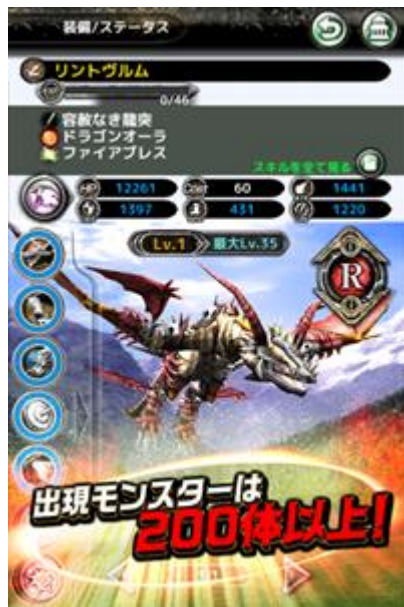 装備/ステータス
リントヴルム
0/46
容赦なき龍突
ドラゴンオーラ
ファイアブレス
スキルを全て見る
HP 12261 Cost 60 1441
1397 431 1220
Lv.1 最大Lv.35
R
出現モンスターは
200体以上!